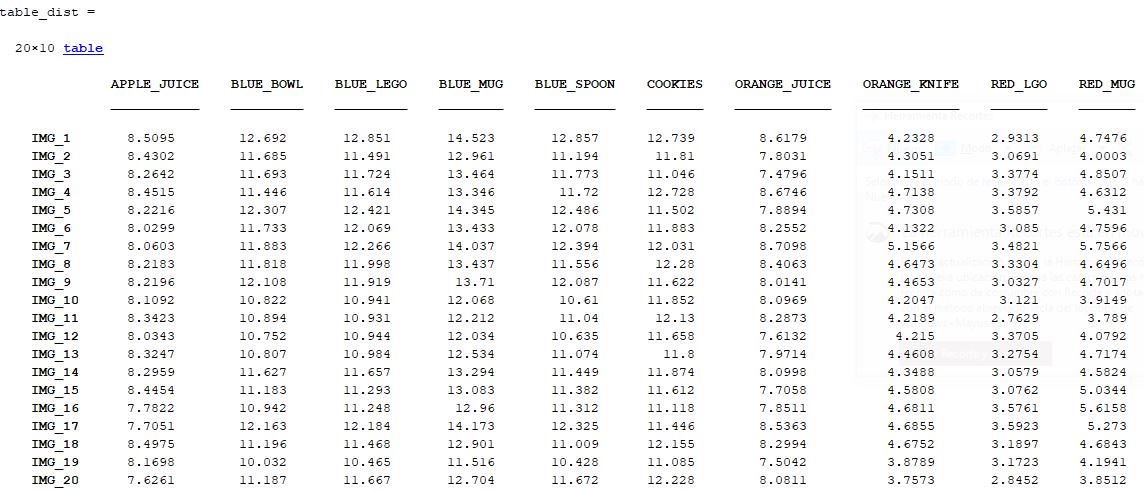 table_dist =
20×10 table
APPLE_JUICE BLUE_BOWL BLUE_LEGO BLUE_MUG BLUE_SPOON COOKIES ORANGE_JUICE ORANGE_KNIFE RED_LGO RED_MUG
IMG_1 8.5095 12.692 12.851 14.523 12.857 12.739 8.6179 4.2328 2.9313 4.7476
IMG_2 8.4302 11.685 11.491 12.961 11.194 11.81 7.8031 4.3051 3.0691 4.0003
IMG_3 8.2642 11.693 11.724 13.464 11.773 11.046 7.4796 4.1511 3.3774 4.8507
IMG_4 8.4515 11.446 11.614 13.346 11.72 12.728 8.6746 4.7138 3.3792 4.6312
IMG_5 8.2216 12.307 12.421 14.345 12.486 11.502 7.8894 4.7308 3.5857 5.431
IMG_6 8.0299 11.733 12.069 13.433 12.078 11.883 8.2552 4.1322 3.085 4.7596
IMG_7 8.0603 11.883 12.266 14.037 12.394 12.031 8.7098 5.1566 3.4821 5.7566
IMG_8 8.2183 11.818 11.998 13.437 11.556 12.28 8.4063 4.6473 3.3304 4.6496
IMG_9 8.2196 12.108 11.919 13.71 12.087 11.622 8.0141 4.4653 3.0327 4.7017
IMG_10 8.1092 10.822 10.941 12.068 10.61 11.852 8.0969 4.2047 3.121 3.9149
IMG_11 8.3423 10.894 10.931 12.212 11.04 12.13 8.2873 4.2189 2.7629 3.789
IMG_12 8.0343 10.752 10.944 12.034 10.635 11.658 7.6132 4.215 3.3705 4.0792
IMG_13 8.3247 10.807 10.984 12.534 11.074 11.8 7.9714 4.4608 3.2754 4.7174
IMG_14 8.2959 11.627 11.657 13.294 11.449 11.874 8.0998 4.3488 3.0579 4.5824
IMG_15 8.4454 11.183 11.293 13.083 11.382 11.612 7.7058 4.5808 3.0762 5.0344
IMG_16 7.7822 10.942 11.248 12.96 11.312 11.118 7.8511 4.6811 3.5761 5.6158
IMG_17 7.7051 12.163 12.184 14.173 12.325 11.446 8.5363 4.6855 3.5923 5.273
IMG_18 8.4975 11.196 11.468 12.901 11.009 12.155 8.2994 4.6752 3.1897 4.6843
IMG_19 8.1698 10.032 10.465 11.516 10.428 11.085 7.5042 3.8789 3.1723 4.1941
IMG_20 7.6261 11.187 11.667 12.704 11.672 12.228 8.0811 3.7573 2.8452 3.8512
Herramienta Recortes